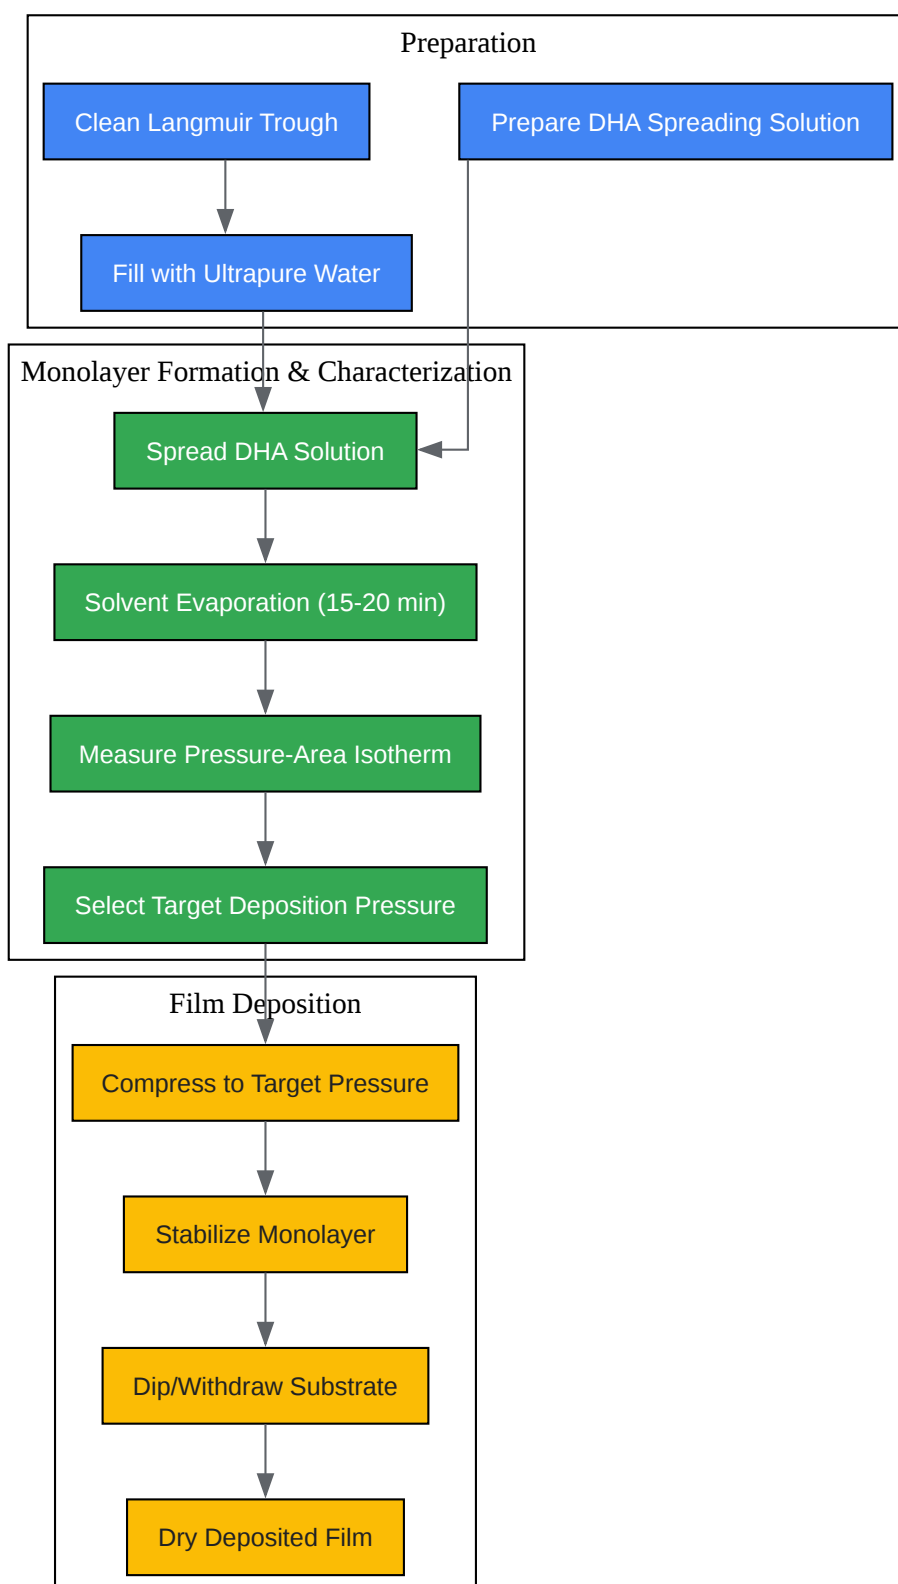 Preparation
Clean Langmuir Trough
Prepare DHA Spreading Solution
Fill with Ultrapure Water
Monolayer Formation & Characterization
Spread DHA Solution
Solvent Evaporation (15-20 min)
Measure Pressure-Area Isotherm
Select Target Deposition Pressure
Film Deposition
Compress to Target Pressure
Stabilize Monolayer
Dip/Withdraw Substrate
Dry Deposited Film